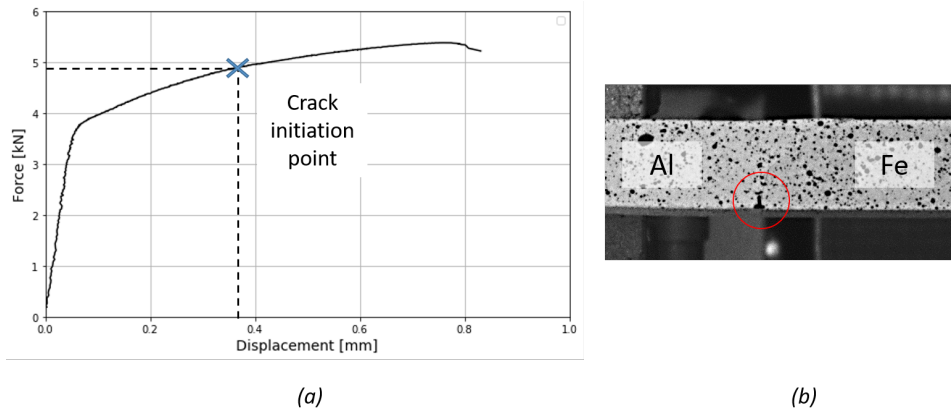 6
5
4
3
2
1
0
Force [kN]
0.0 0.2 0.4 0.6 0.8 1.0
Displacement [mm]
Crack
initiation
point
Al Fe
(a) (b)